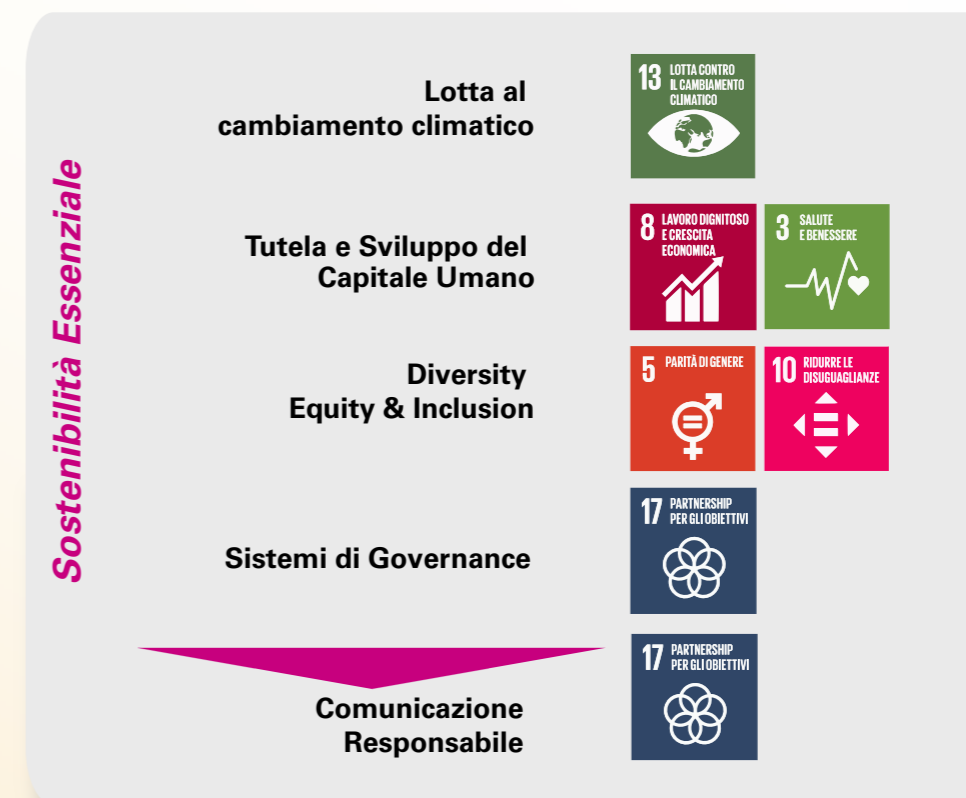 Sostenibilità Essenziale
Lotta al
cambiamento climatico
13 LOTTA CONTRO
IL CAMBIAMENTO
CLIMATICO
Tutela e Sviluppo del
Capitale Umano
8 LAVORO DIGNITOSO
E CRESCITA
ECONOMICA
3 SALUTE
E BENESSERE
Diversity
Equity & Inclusion
5 PARITÀ DI GENERE
10 RIDURRE LE
DISUGUAGLIANZE
Sistemi di Governance
17 PARTNERSHIP
PER GLI OBIETTIVI
Comunicazione
Responsabile
17 PARTNERSHIP
PER GLI OBIETTIVI